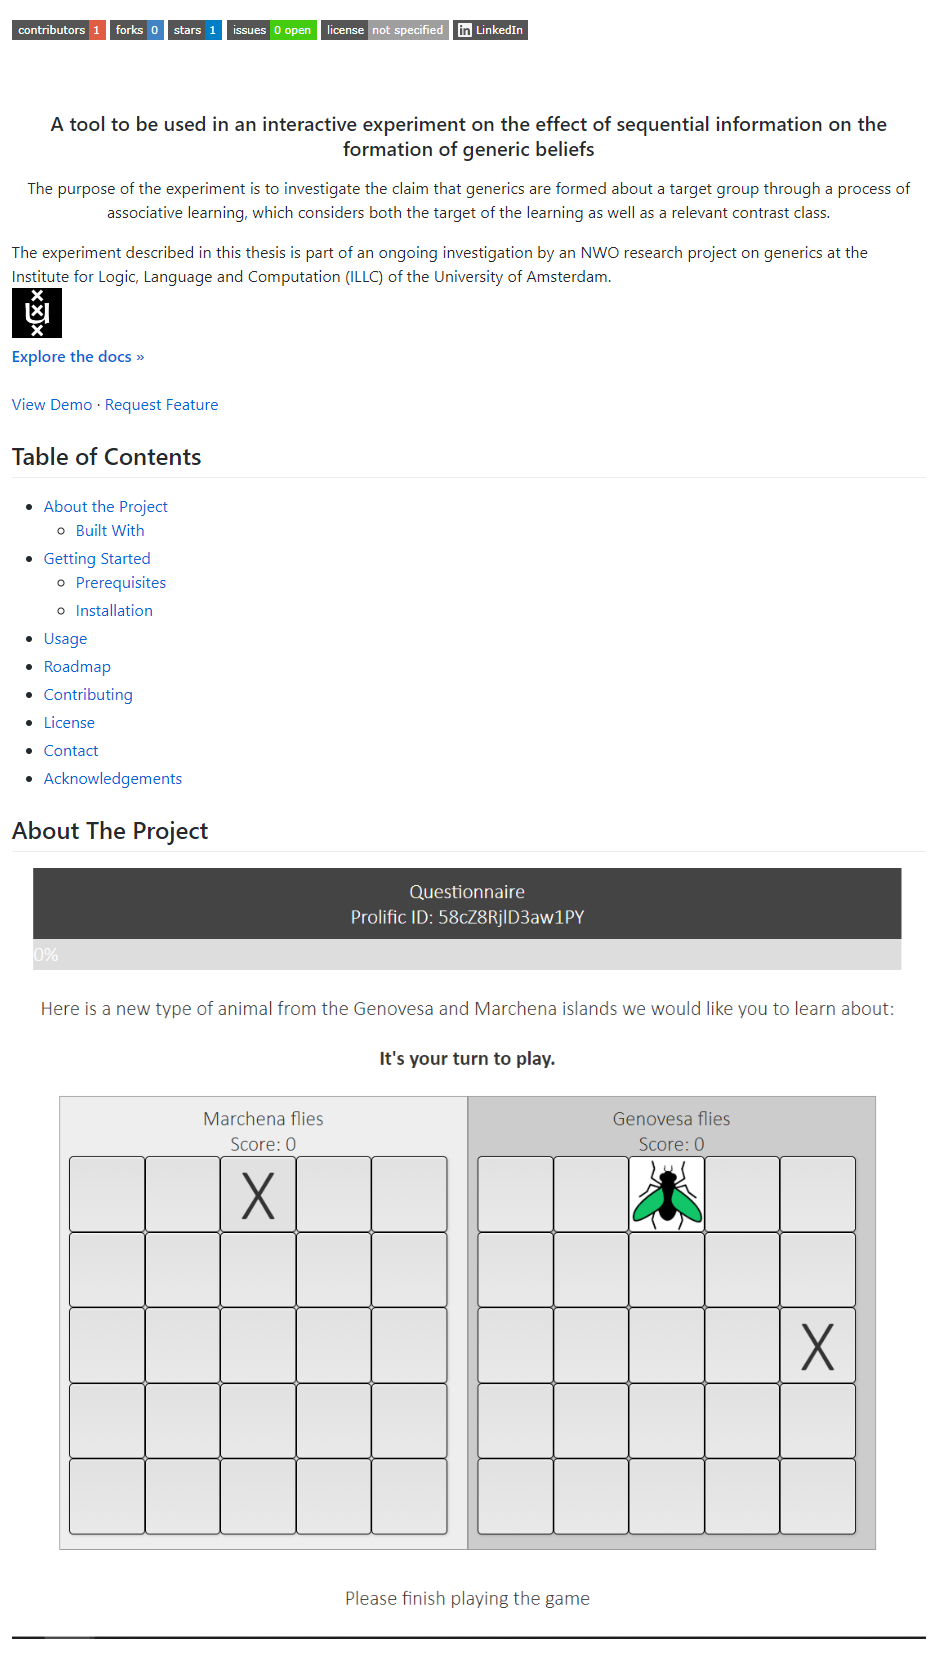 contributors 1 forks 0 stars 1 issues 0 open license not specified in LinkedIn
A tool to be used in an interactive experiment on the effect of sequential information on the
formation of generic beliefs
The purpose of the experiment is to investigate the claim that generics are formed about a target group through a process of
associative learning, which considers both the target of the learning as well as a relevant contrast class.
The experiment described in this thesis is part of an ongoing investigation by an NWO research project on generics at the
Institute for Logic, Language and Computation (ILLC) of the University of Amsterdam.
Explore the docs »
View Demo · Request Feature
Table of Contents
About the Project
Built With
Getting Started
Prerequisites
Installation
Usage
Roadmap
Contributing
License
Contact
Acknowledgements
About The Project
Questionnaire
Prolific ID: 58cZ8RjlD3aw1PY
0%
Here is a new type of animal from the Genovesa and Marchena islands we would like you to learn about:
It's your turn to play.
Marchena flies
Score: 0
X
Genovesa flies
Score: 0
X
Please finish playing the game